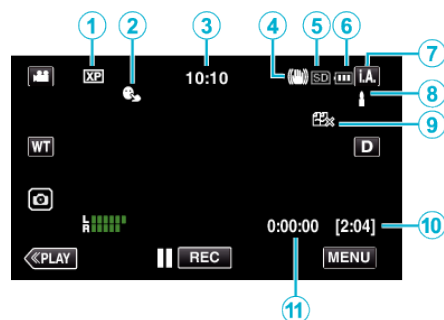 1 2 3 4 5 6 7
XP 10:10 SD i.A.
8
9
WT D
L
R
0:00:00 [2:04] 10
≪PLAY REC MENU
11